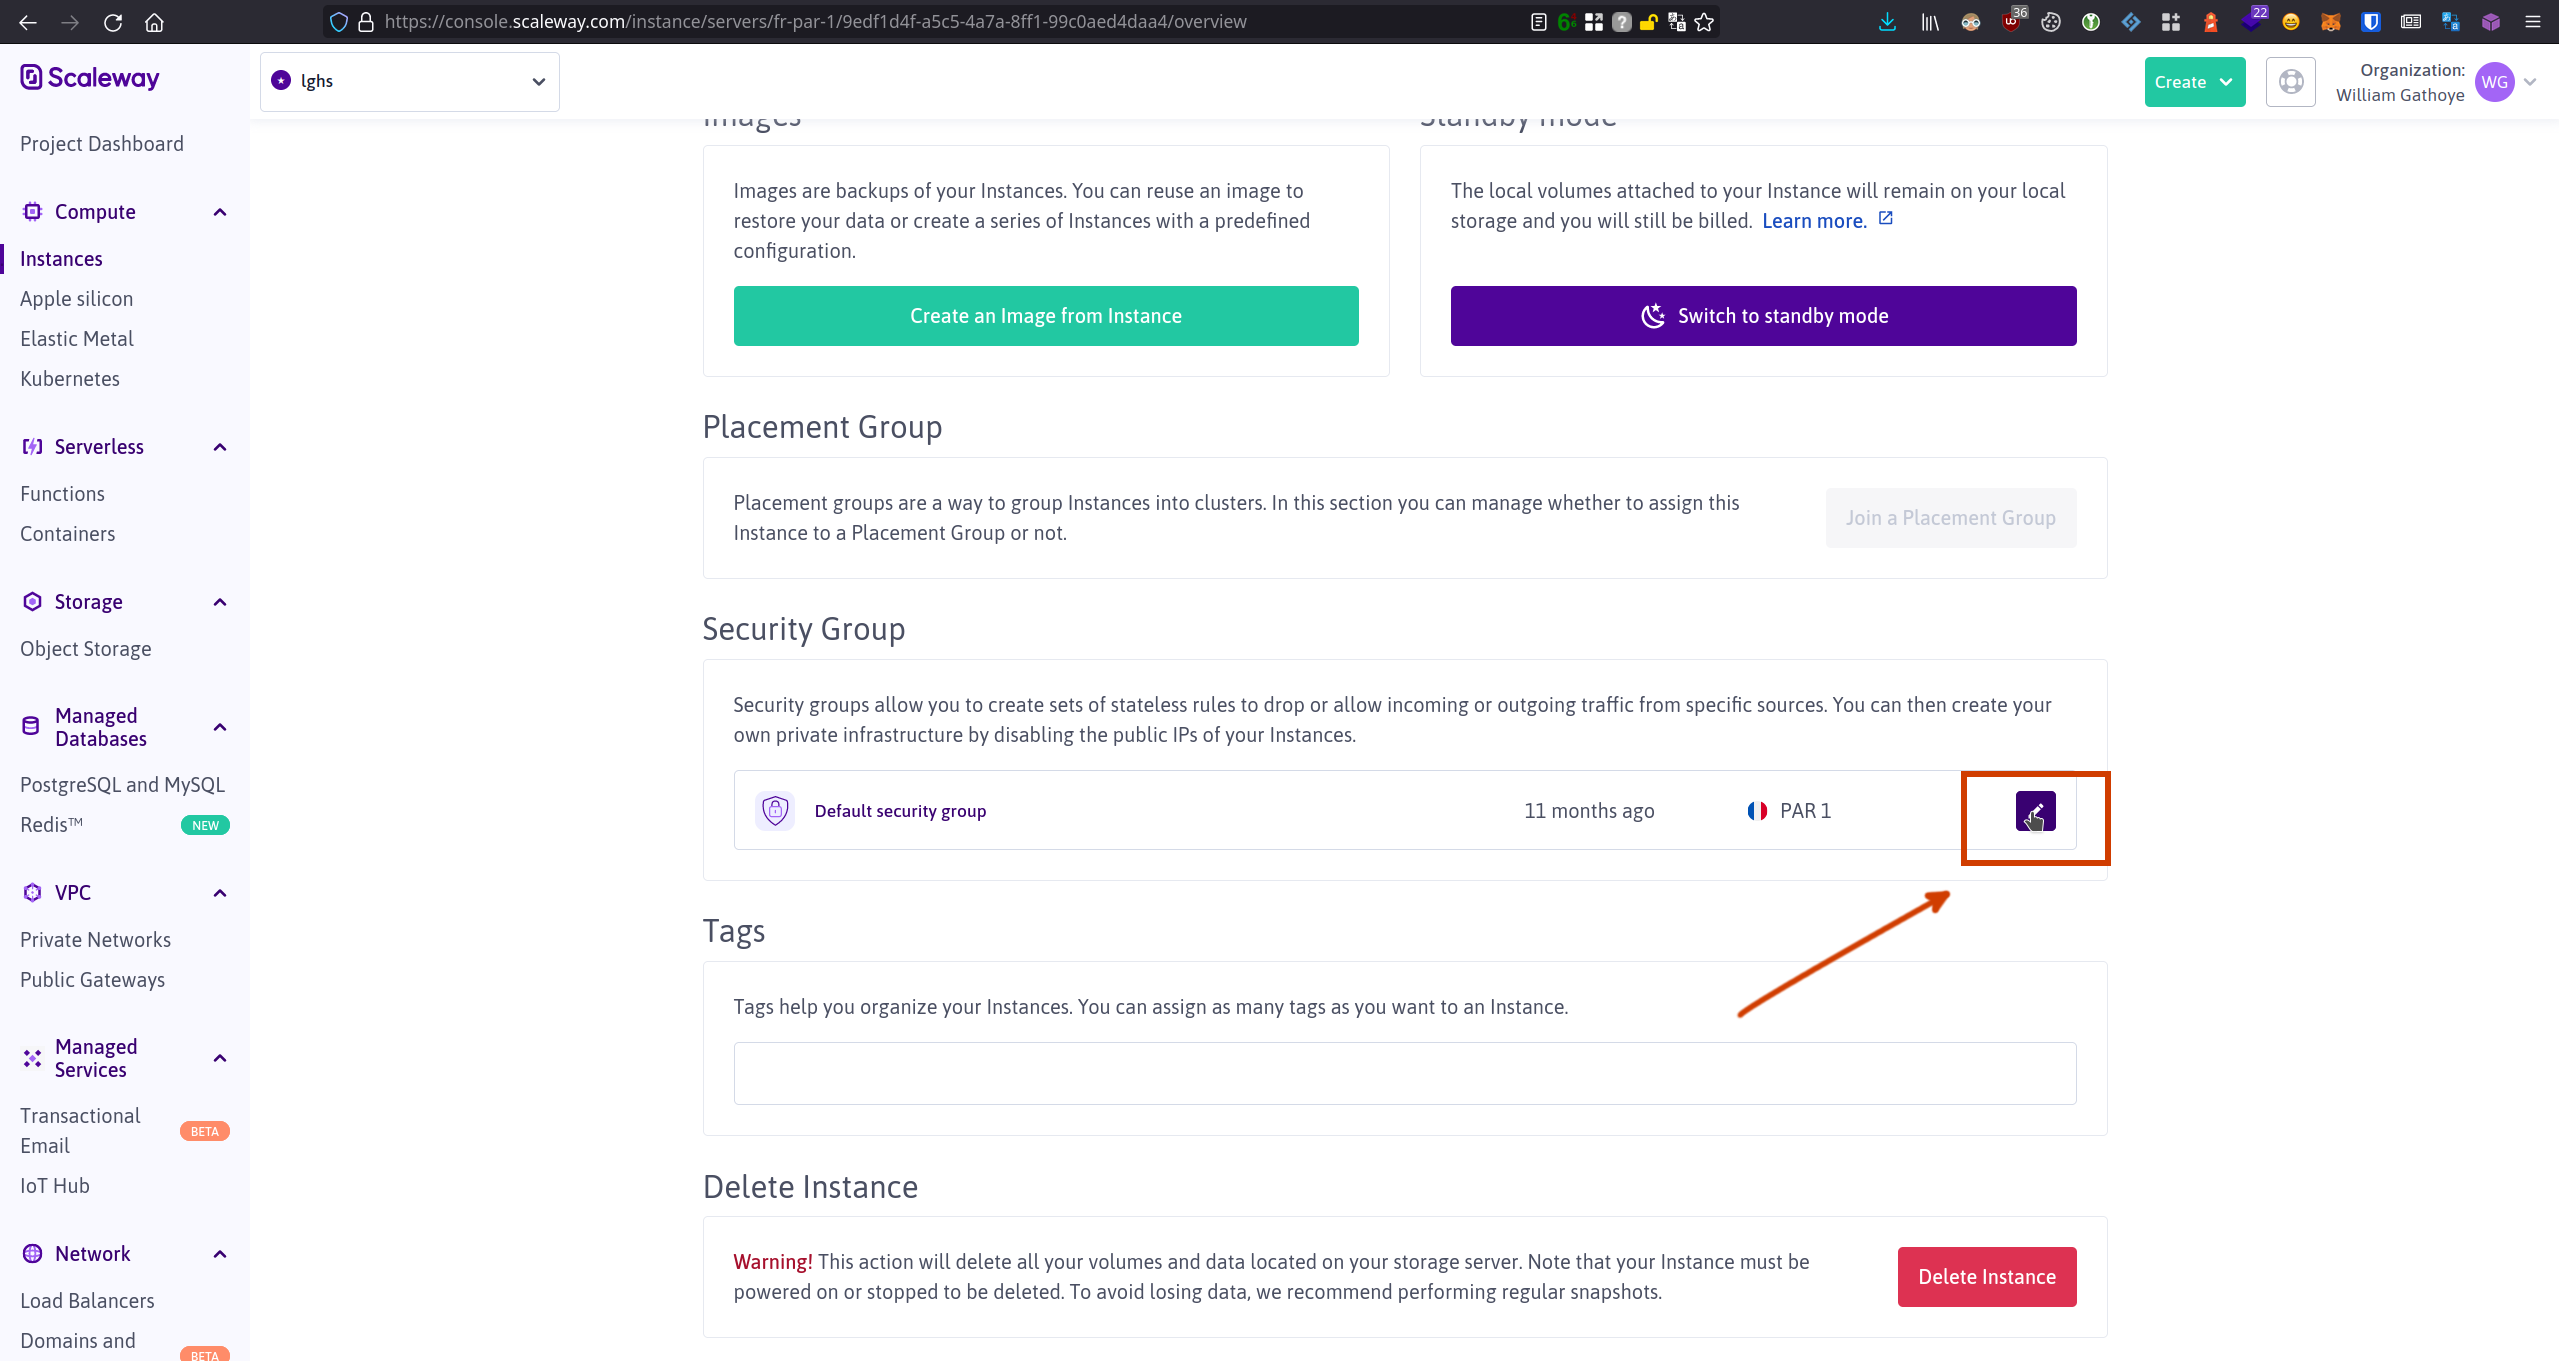 https://console.scaleway.com/instance/servers/fr-par-1/9edf1d4f-a5c5-4a7a-8ff1-99c0aed4daa4/overview
36
22
Scaleway
lghs
Create
Organization:
William Gathoye
WG
Project Dashboard
Compute
Instances
Apple silicon
Elastic Metal
Kubernetes
Serverless
Functions
Containers
Storage
Object Storage
Managed
Databases
PostgreSQL and MySQL
Redis™
NEW
VPC
Private Networks
Public Gateways
Managed
Services
Transactional
Email
BETA
IoT Hub
Network
Load Balancers
Domains and
BETA
Images
Images are backups of your Instances. You can reuse an image to
restore your data or create a series of Instances with a predefined
configuration.
Create an Image from Instance
Standby mode
The local volumes attached to your Instance will remain on your local
storage and you will still be billed. Learn more.
Switch to standby mode
Placement Group
Placement groups are a way to group Instances into clusters. In this section you can manage whether to assign this
Instance to a Placement Group or not.
Join a Placement Group
Security Group
Security groups allow you to create sets of stateless rules to drop or allow incoming or outgoing traffic from specific sources. You can then create your
own private infrastructure by disabling the public IPs of your Instances.
Default security group
11 months ago
PAR 1
Tags
Tags help you organize your Instances. You can assign as many tags as you want to an Instance.
Delete Instance
Warning! This action will delete all your volumes and data located on your storage server. Note that your Instance must be
powered on or stopped to be deleted. To avoid losing data, we recommend performing regular snapshots.
Delete Instance